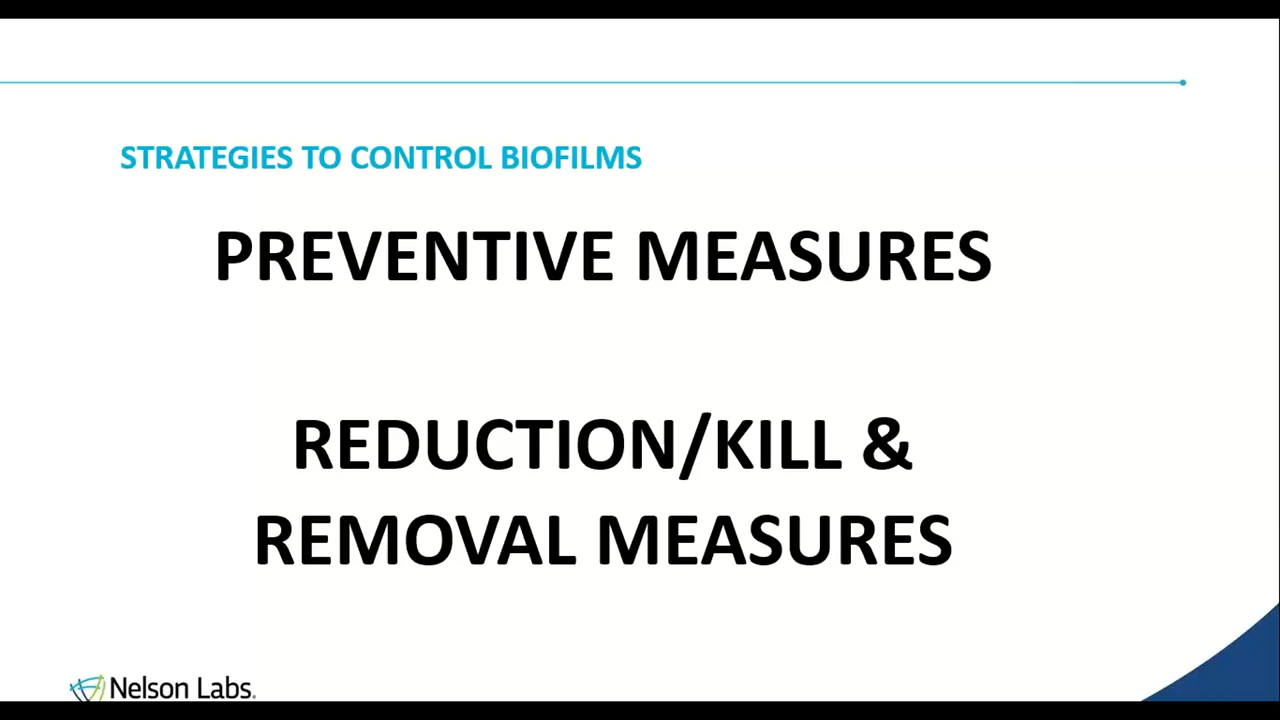 STRATEGIES TO CONTROL BIOFILMS
PREVENTIVE MEASURES
REDUCTION/KILL &
REMOVAL MEASURES
Nelson Labs.